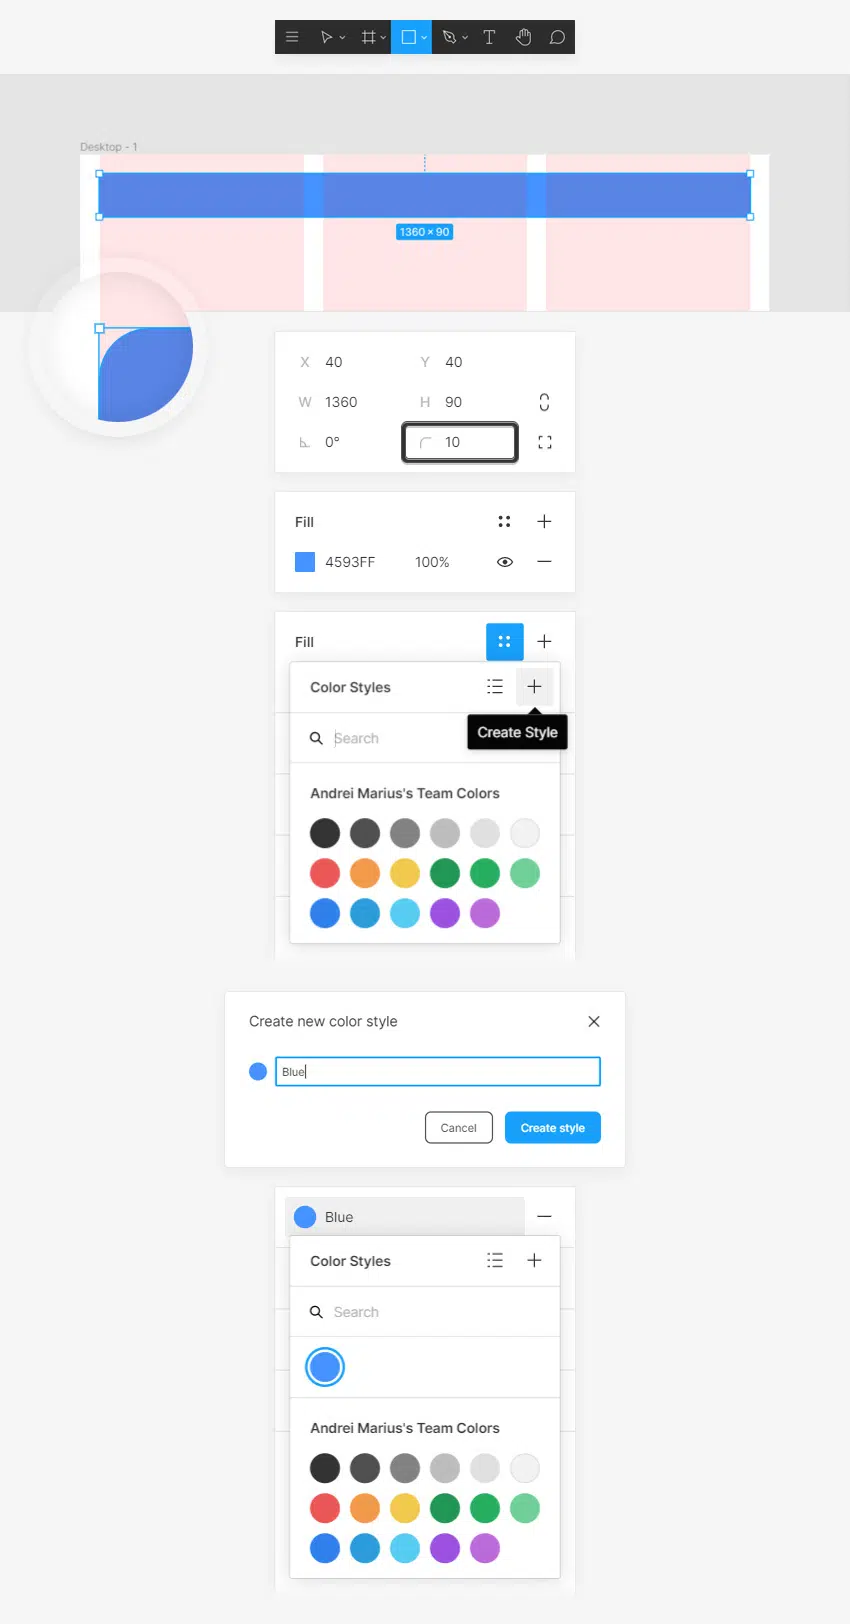 T
Desktop - 1
1360 × 90
X 40 Y 40
W 1360 H 90
0° 10
Fill
4593FF 100%
Fill
Color Styles
Create Style
Search
Andrei Marius's Team Colors
Create new color style
Blue
Cancel Create style
Blue
Color Styles
Search
Andrei Marius's Team Colors